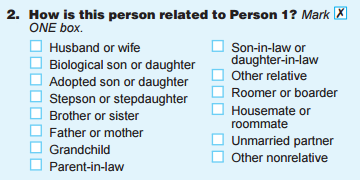 2. How is this person related to Person 1? Mark X
ONE box.
Husband or wife
Biological son or daughter
Adopted son or daughter
Stepson or stepdaughter
Brother or sister
Father or mother
Grandchild
Parent-in-law
Son-in-law or
daughter-in-law
Other relative
Roomer or boarder
Housemate or
roommate
Unmarried partner
Other nonrelative